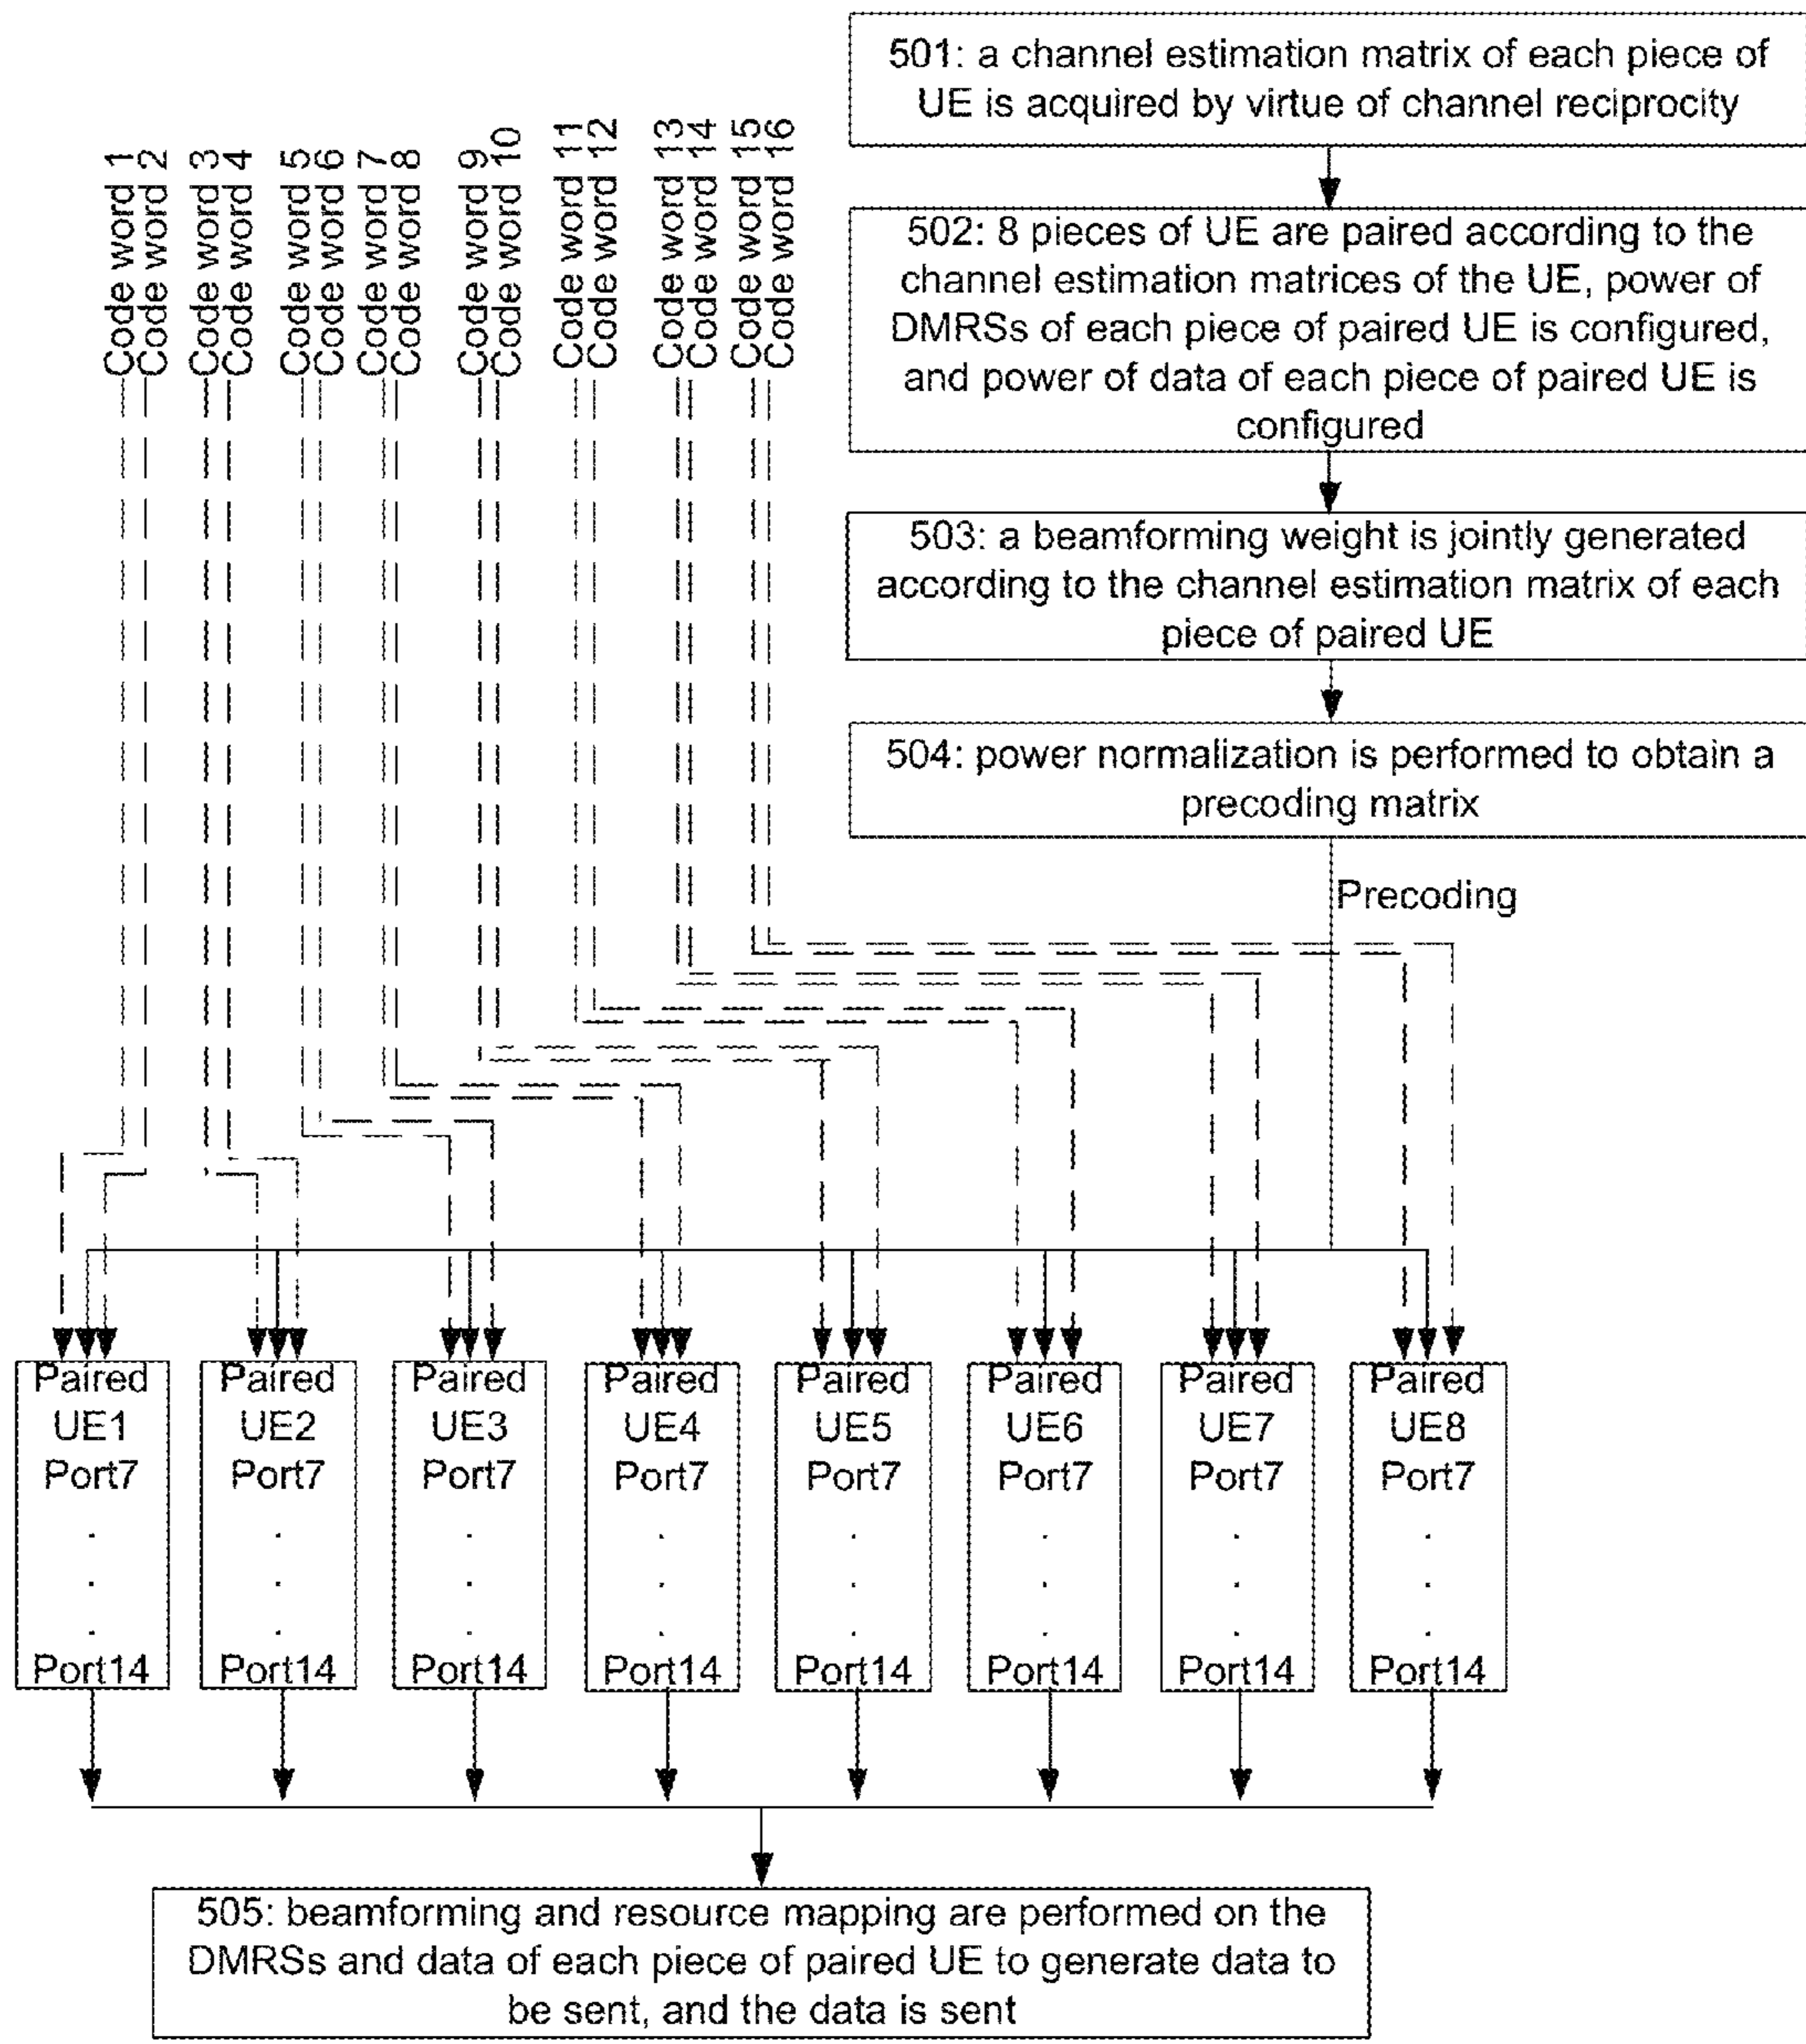 501: a channel estimation matrix of each piece of
UE is acquired by virtue of channel reciprocity
Code word 1
Code word 2
Code word 3
Code word 4
Code word 5
Code word 6
Code word 7
Code word 8
Code word 9
Code word 10
Code word 11
Code word 12
Code word 13
Code word 14
Code word 15
Code word 16
502: 8 pieces of UE are paired according to the
channel estimation matrices of the UE, power of
DMRSs of each piece of paired UE is configured,
and power of data of each piece of paired UE is
configured
503: a beamforming weight is jointly generated
according to the channel estimation matrix of each
piece of paired UE
504: power normalization is performed to obtain a
precoding matrix
Precoding
Paired
UE1
Port7
.
.
.
Port14
Paired
UE2
Port7
.
.
.
Port14
Paired
UE3
Port7
.
.
.
Port14
Paired
UE4
Port7
.
.
.
Port14
Paired
UE5
Port7
.
.
.
Port14
Paired
UE6
Port7
.
.
.
Port14
Paired
UE7
Port7
.
.
.
Port14
Paired
UE8
Port7
.
.
.
Port14
505: beamforming and resource mapping are performed on the
DMRSs and data of each piece of paired UE to generate data to
be sent, and the data is sent